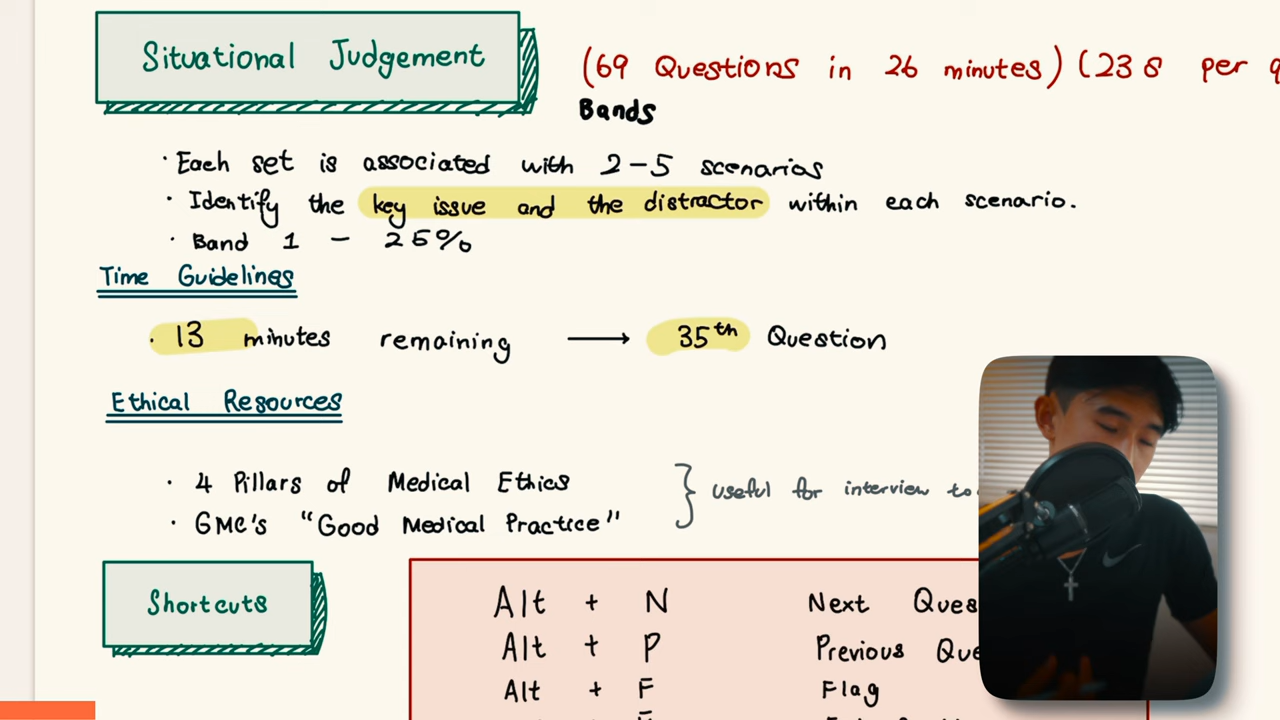 Situational Judgement
(69 Questions in 26 minutes) (23 s per
Bands
· Each set is associated with 2-5 scenarios
· Identify the key issue and the distractor within each scenario.
· Band 1 - 25%
Time Guidelines
· 13 minutes remaining → 35th Question
Ethical Resources
· 4 Pillars of Medical Ethics
· GMC's "Good Medical Practice"
} useful for interview
Shortcuts
Alt + N Next
Alt + P Previous
Alt + F Flag